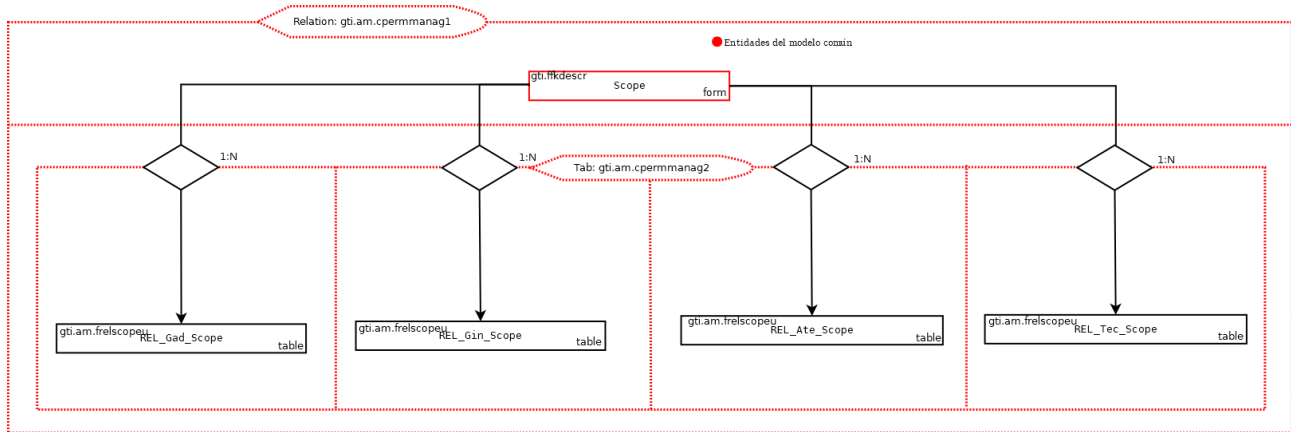 Relation: gti.am.cpermmanag1
Entidades del modelo común
gti.ffkdescr
Scope
form
1:N
1:N
Tab: gti.am.cpermmanag2
1:N
1:N
gti.am.frelscopeu
REL_Gad_Scope
table
gti.am.frelscopeu
REL_Gin_Scope
table
gti.am.frelscopeu
REL_Ate_Scope
table
gti.am.frelscopeu
REL_Tec_Scope
table